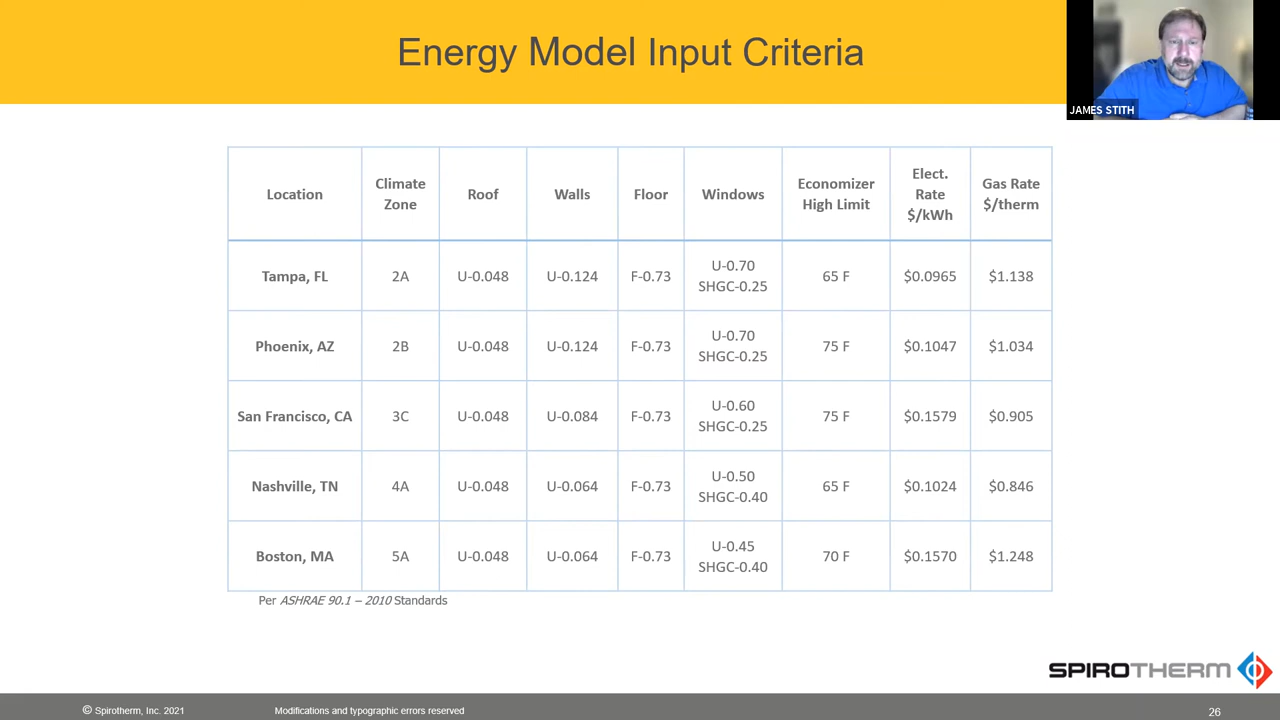 Energy Model Input Criteria
JAMES STITH
Location
Climate
Zone
Roof
Walls
Floor
Windows
Economizer
High Limit
Elect.
Rate
$/kWh
Gas Rate
$/therm
Tampa, FL
2A
U-0.048
U-0.124
F-0.73
U-0.70
SHGC-0.25
65 F
$0.0965
$1.138
Phoenix, AZ
2B
U-0.048
U-0.124
F-0.73
U-0.70
SHGC-0.25
75 F
$0.1047
$1.034
San Francisco, CA
3C
U-0.048
U-0.084
F-0.73
U-0.60
SHGC-0.25
75 F
$0.1579
$0.905
Nashville, TN
4A
U-0.048
U-0.064
F-0.73
U-0.50
SHGC-0.40
65 F
$0.1024
$0.846
Boston, MA
5A
U-0.048
U-0.064
F-0.73
U-0.45
SHGC-0.40
70 F
$0.1570
$1.248
Per ASHRAE 90.1 – 2010 Standards
SPIROTHERM
© Spirotherm, Inc. 2021
Modifications and typographic errors reserved
26